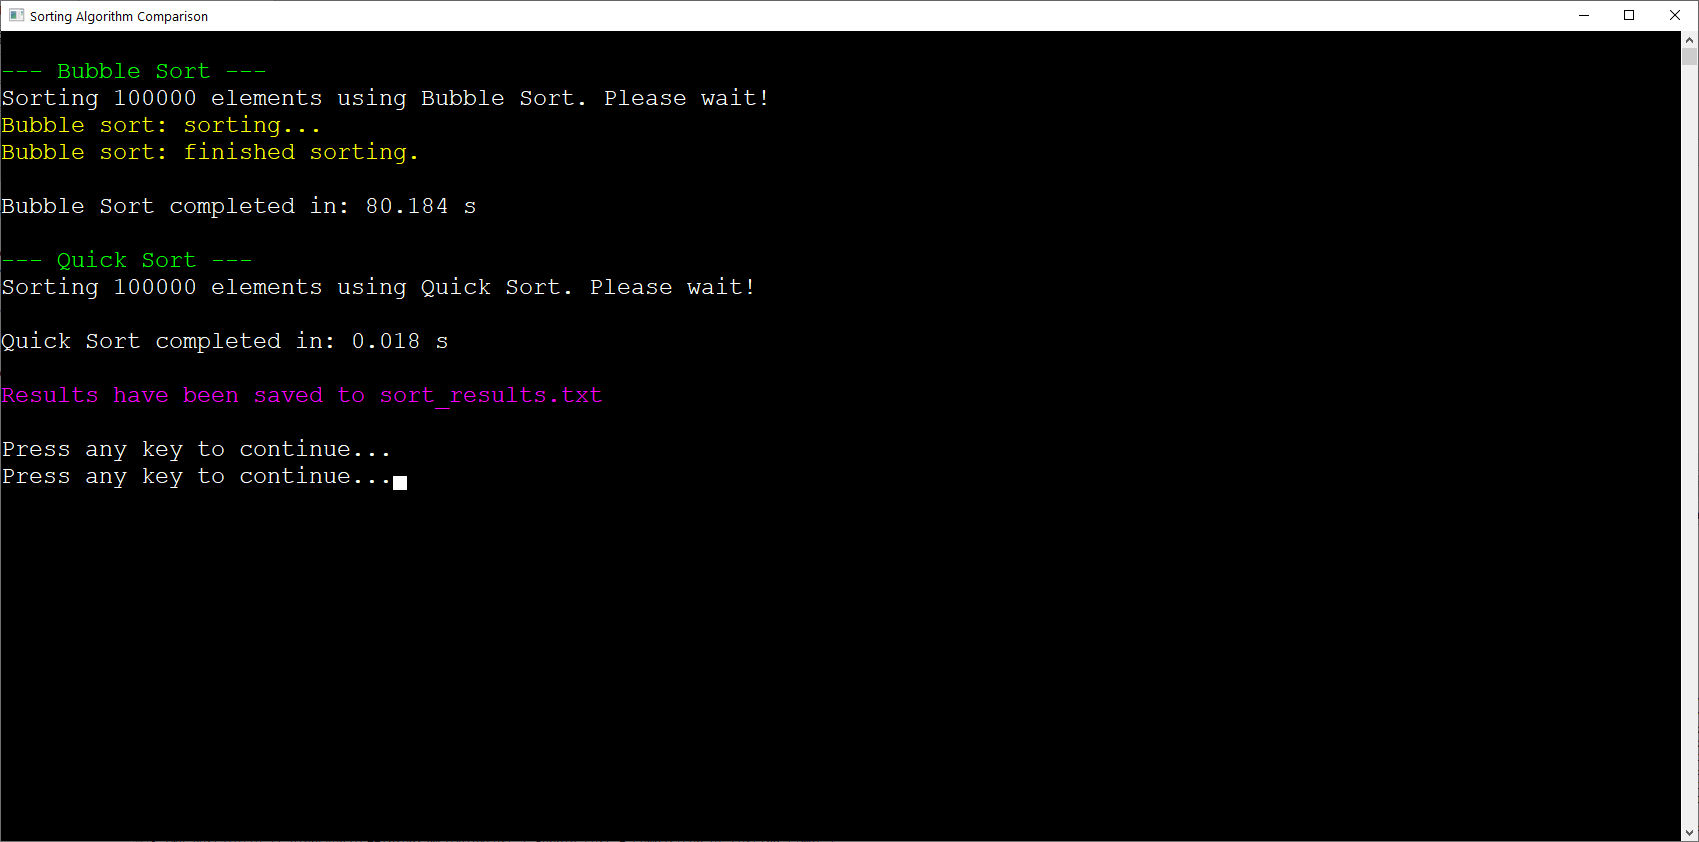 Sorting Algorithm Comparison
--- Bubble Sort ---
Sorting 100000 elements using Bubble Sort. Please wait!
Bubble sort: sorting...
Bubble sort: finished sorting.
Bubble Sort completed in: 80.184 s
--- Quick Sort ---
Sorting 100000 elements using Quick Sort. Please wait!
Quick Sort completed in: 0.018 s
Results have been saved to sort_results.txt
Press any key to continue...
Press any key to continue...